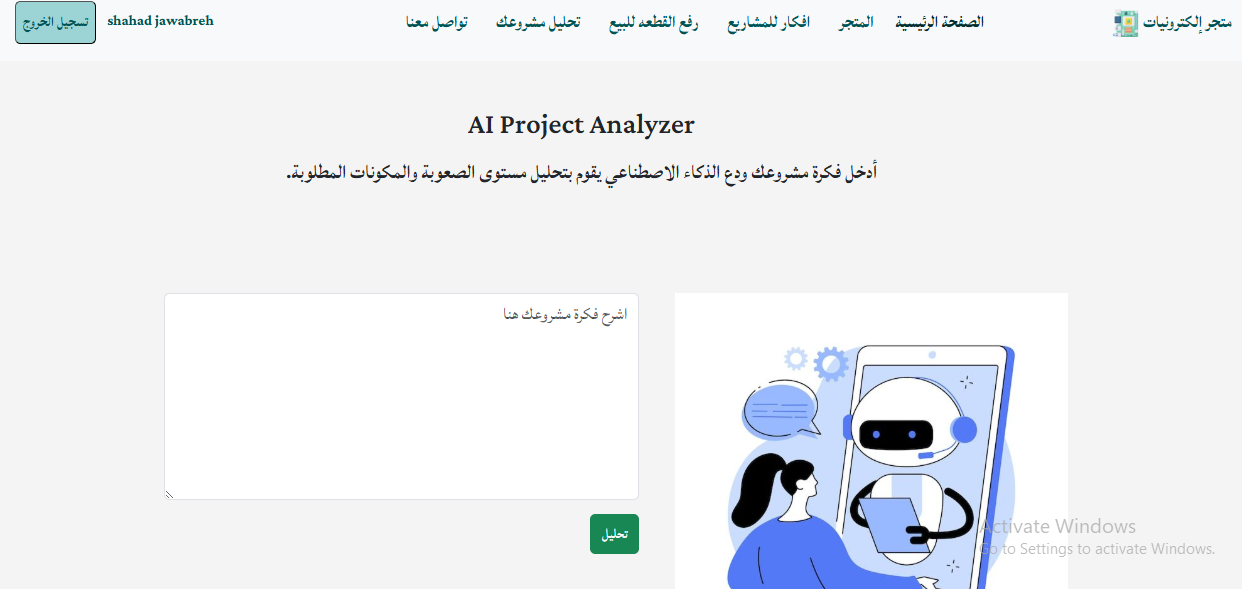 متجر إلكترونيات
الصفحة الرئيسية
المتجر
افكار للمشاريع
رفع القطعه للبيع
تحليل مشروعك
تواصل معنا
shahad jawabreh
تسجيل الخروج
AI Project Analyzer
أدخل فكرة مشروعك ودع الذكاء الاصطناعي يقوم بتحليل مستوى الصعوبة والمكونات المطلوبة.
اشرح فكرة مشروعك هنا
تحليل
Activate Windows
Go to Settings to activate Windows.